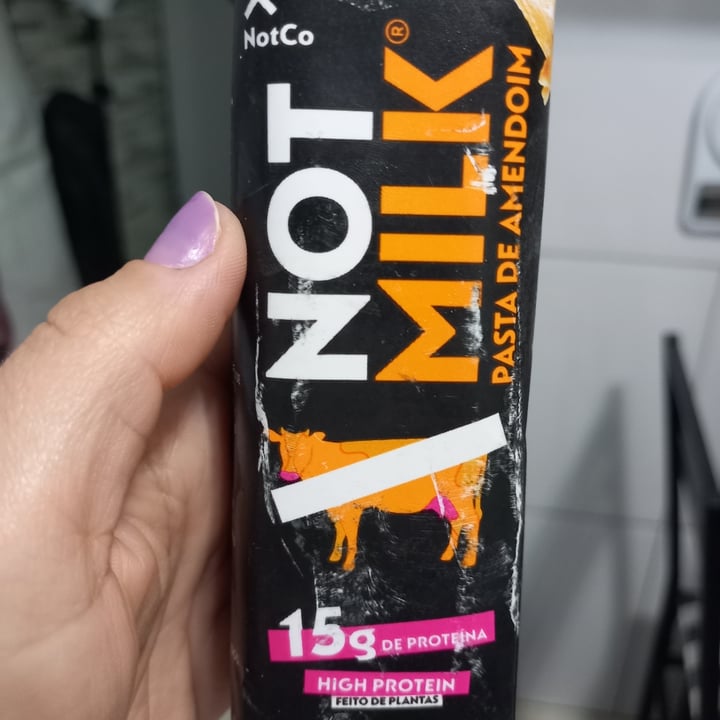 NotCo
NOT
MILK®
PASTA DE AMENDOIM
15g DE PROTEÍNA
HIGH PROTEIN
FEITO DE PLANTAS